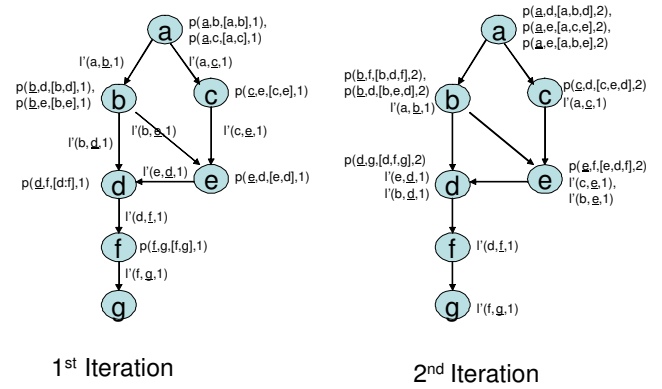 a
p(a,b,[a,b],1)
p(a,c,[a,c],1)
l'(a,b,1)
l'(a,c,1)
p(b,d,[b,d],1),
p(b,e,[b,e],1)
b
c
p(c,e,[c,e],1)
l'(b,e,1)
l'(c,e,1)
l'(b,d,1)
l'(e,d,1)
p(d,f,[d:f],1)
d
e
p(e,d,[e,d],1)
l'(d,f,1)
f
p(f,g,[f,g],1)
l'(f,g,1)
g
1st Iteration
a
p(a,d,[a,b,d],2),
p(a,e,[a,c,e],2),
p(a,e,[a,b,e],2)
p(b,f,[b,d,f],2),
p(b,d,[b,e,d],2)
l'(a,b,1)
b
c
p(c,d,[c,e,d],2)
l'(a,c,1)
p(d,g,[d,f,g],2)
l'(e,d,1)
l'(b,d,1)
d
e
p(e,f,[e,d,f],2)
l'(c,e,1),
l'(b,e,1)
f
l'(d,f,1)
g
l'(f,g,1)
2nd Iteration